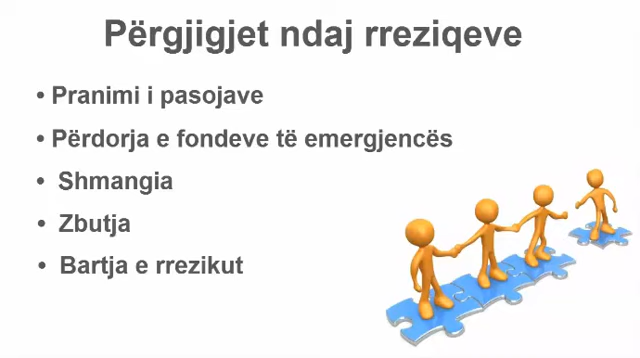 Përgjigjet ndaj rreziqeve
• Pranimi i pasojave
• Përdorja e fondeve të emergjencës
• Shmangia
• Zbutja
• Bartja e rrezikut